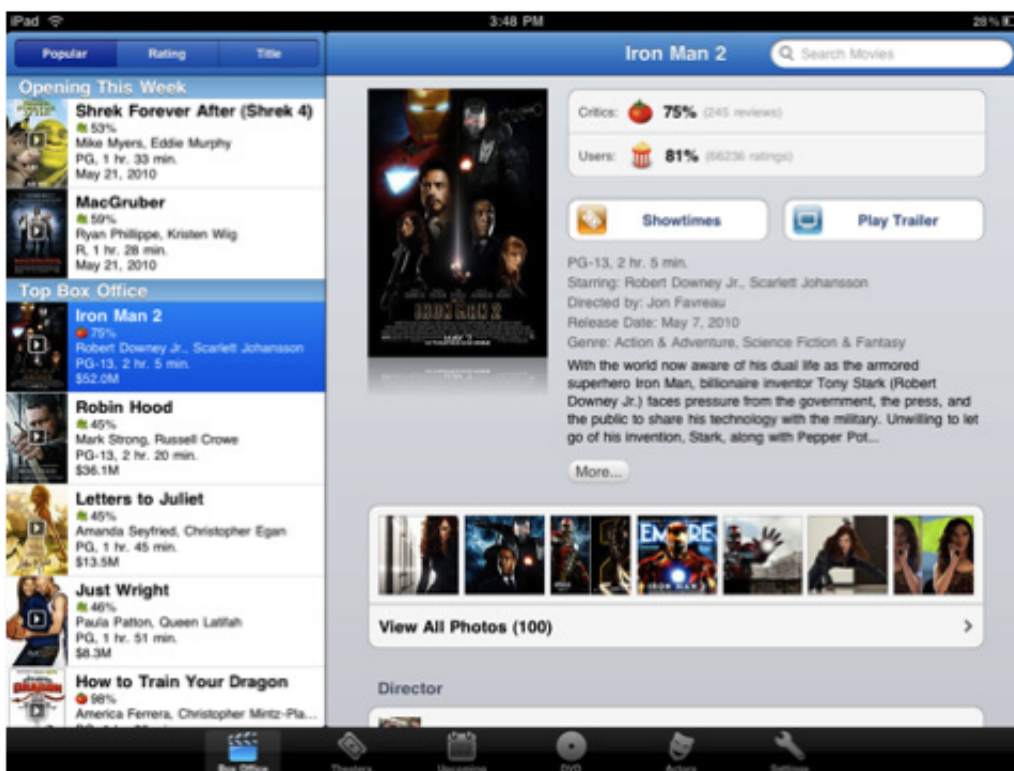 iPad
3:48 PM
28%
Popular
Rating
Title
Opening This Week
Shrek Forever After (Shrek 4)
53%
Mike Myers, Eddie Murphy
PG, 1 hr. 33 min.
May 21, 2010
MacGruber
59%
Ryan Phillippe, Kristen Wiig
R, 1 hr. 28 min.
May 21, 2010
Top Box Office
Iron Man 2
75%
Robert Downey Jr., Scarlett Johansson
PG-13, 2 hr. 5 min.
$52.0M
Robin Hood
45%
Mark Strong, Russell Crowe
PG-13, 2 hr. 20 min.
$36.1M
Letters to Juliet
45%
Amanda Seyfried, Christopher Egan
PG, 1 hr. 45 min.
$13.5M
Just Wright
46%
Paula Patton, Queen Latifah
PG, 1 hr. 51 min.
$8.3M
How to Train Your Dragon
98%
America Ferrera, Christopher Mintz-Pla...
Iron Man 2
Search Movies
IRON MAN 2
MAY 7
Critics: 75% (245 reviews)
Users: 81% (66236 ratings)
Showtimes
Play Trailer
PG-13, 2 hr. 5 min.
Starring: Robert Downey Jr., Scarlett Johansson
Directed by: Jon Favreau
Release Date: May 7, 2010
Genre: Action & Adventure, Science Fiction & Fantasy
With the world now aware of his dual life as the armored
superhero Iron Man, billionaire inventor Tony Stark (Robert
Downey Jr.) faces pressure from the government, the press, and
the public to share his technology with the military. Unwilling to let
go of his invention, Stark, along with Pepper Pot...
More...
EMPIRE
IRON MAN 2
View All Photos (100)
Director
Box Office
Theaters
Upcoming
DVD
Actors
Settings